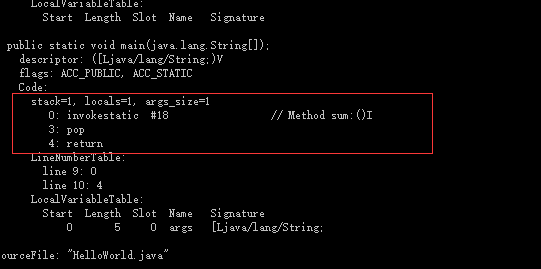 LocalVariableTable:
Start  Length  Slot  Name   Signature
public static void main(java.lang.String[]);
descriptor: ([Ljava/lang/String;)V
flags: ACC_PUBLIC, ACC_STATIC
Code:
stack=1, locals=1, args_size=1
0: invokestatic  #18                 // Method sum:()I
3: pop
4: return
LineNumberTable:
line 9: 0
line 10: 4
LocalVariableTable:
Start  Length  Slot  Name   Signature
0       5     0  args   [Ljava/lang/String;
ourceFile: "HelloWorld.java"